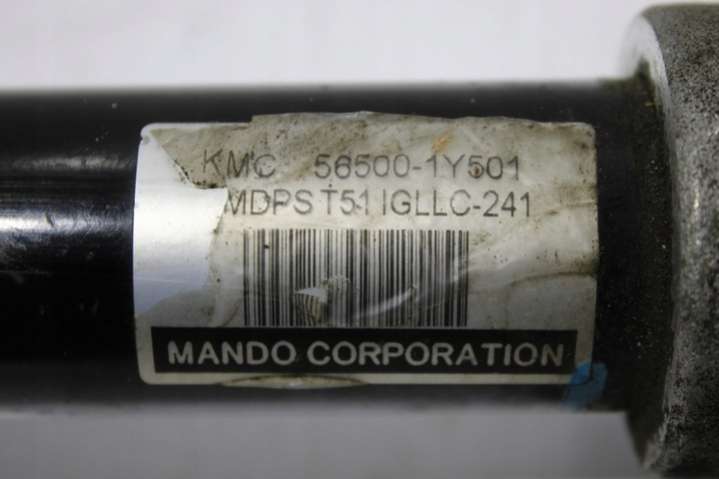 KMC 56500-1Y501
MDPS T51 IGLLC-241
MANDO CORPORATION